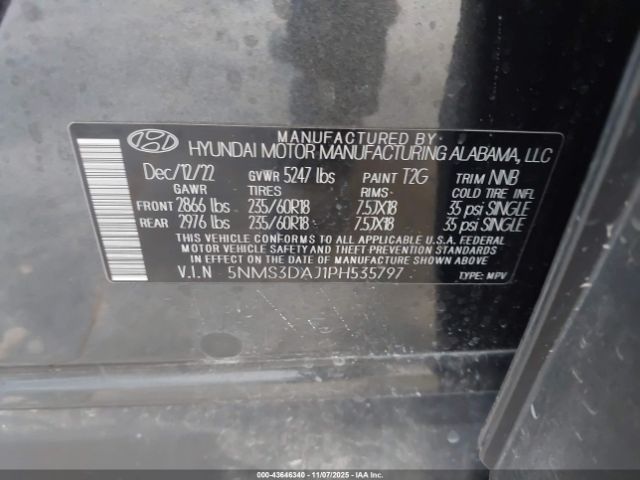 MANUFACTURED BY:
HYUNDAI MOTOR MANUFACTURING ALABAMA, LLC
Dec/12/22 GVWR 5247 lbs PAINT T2G TRIM NNB
GAWR TIRES RIMS COLD TIRE INFL
FRONT 2866 lbs 235/60R18 7.5JX18 35 psi SINGLE
REAR 2976 lbs 235/60R18 7.5JX18 35 psi SINGLE
THIS VEHICLE CONFORMS TO ALL APPLICABLE U.S.A. FEDERAL
MOTOR VEHICLE SAFETY, BUMPER, AND THEFT PREVENTION STANDARDS
IN EFFECT ON THE DATE OF MANUFACTURE SHOWN ABOVE
V.I.N 5NMS3DAJ1PH535797 TYPE: MPV
000-43646340 - 11/07/2025 - IAAI.COM